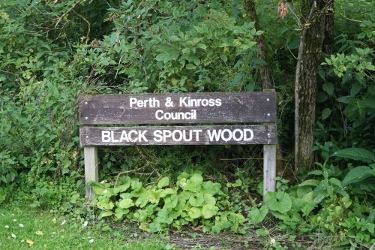 Perth & Kinross
Council
BLACK SPOUT WOOD